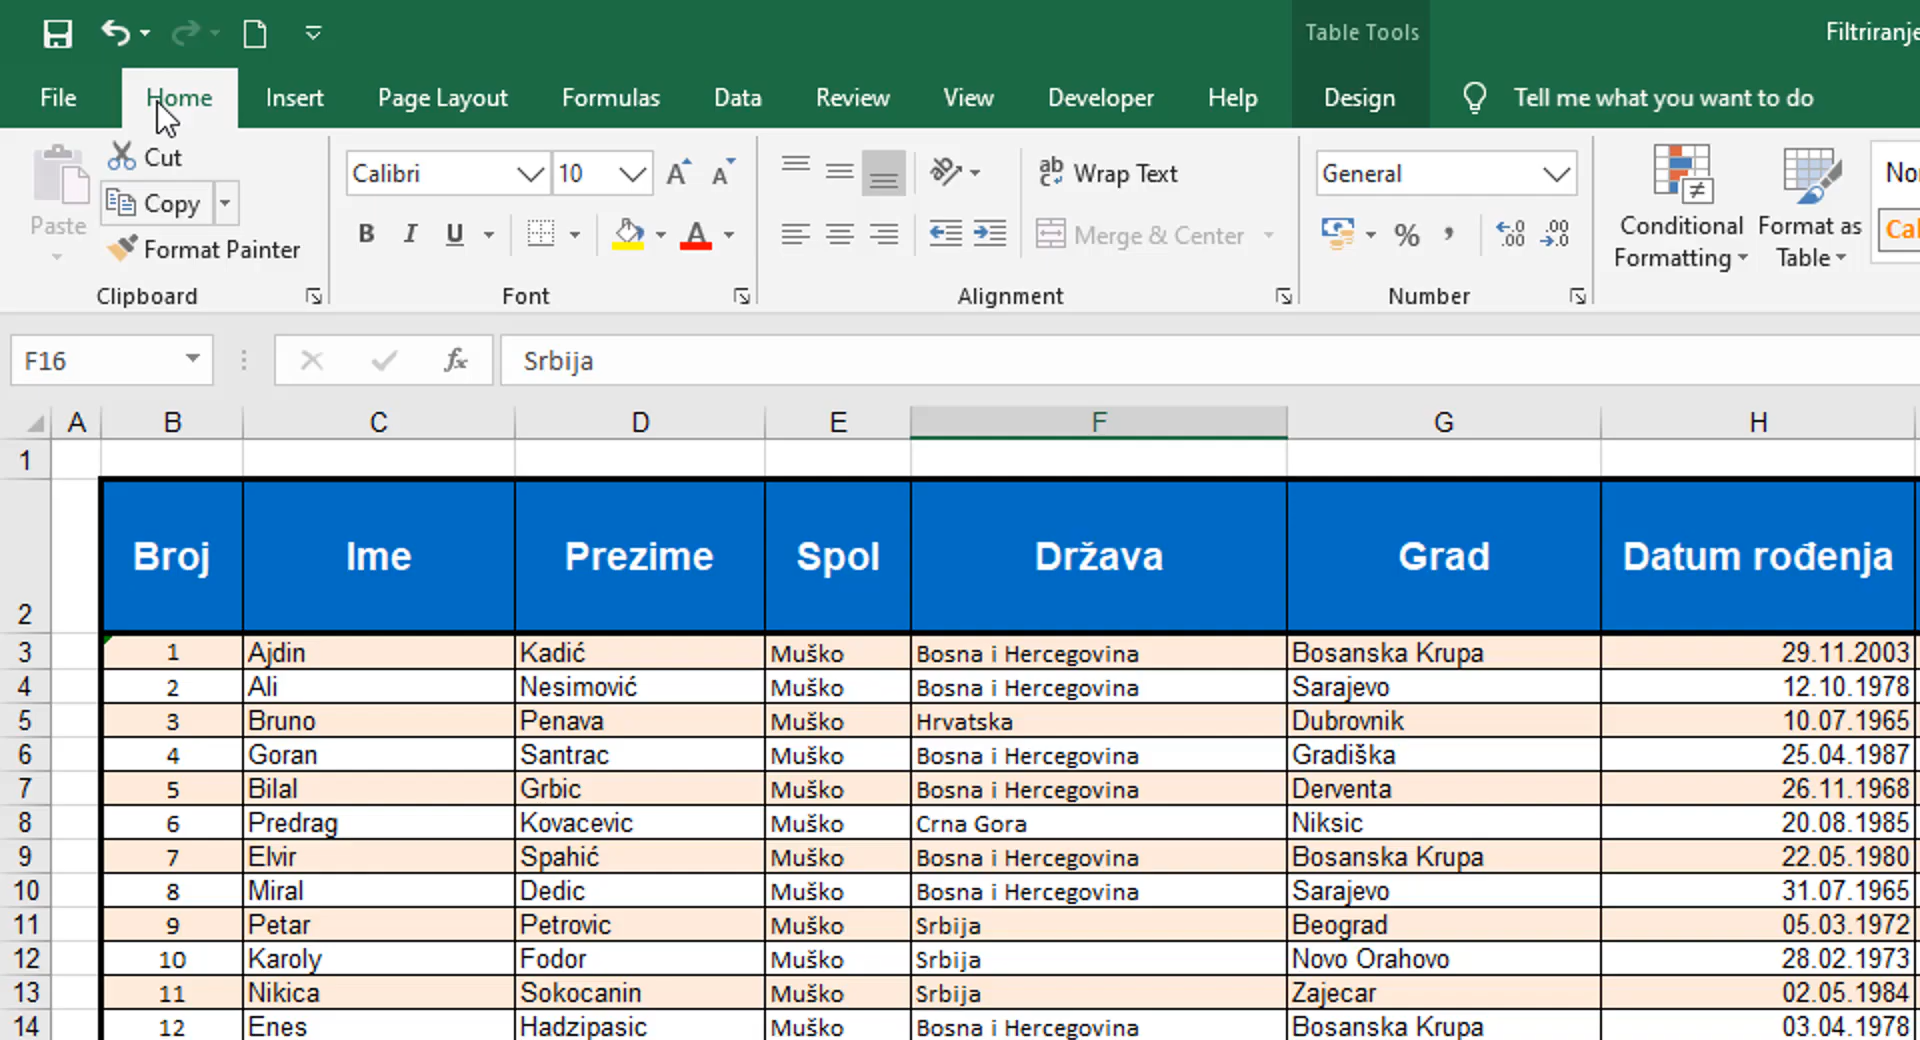 Table Tools
Filtriranje
File Home Insert Page Layout Formulas Data Review View Developer Help Design Tell me what you want to do
Paste
Cut
Copy
Format Painter
Clipboard
Calibri 10
B I U
Font
Wrap Text
Merge & Center
Alignment
General
Number
Conditional Formatting
Format as Table
F16 fx Srbija
A B C D E F G H
1
2 Broj Ime Prezime Spol Država Grad Datum rođenja
3 1 Ajdin Kadić Muško Bosna i Hercegovina Bosanska Krupa 29.11.2003
4 2 Ali Nesimović Muško Bosna i Hercegovina Sarajevo 12.10.1978
5 3 Bruno Penava Muško Hrvatska Dubrovnik 10.07.1965
6 4 Goran Santrac Muško Bosna i Hercegovina Gradiška 25.04.1987
7 5 Bilal Grbic Muško Bosna i Hercegovina Derventa 26.11.1968
8 6 Predrag Kovacevic Muško Crna Gora Niksic 20.08.1985
9 7 Elvir Spahić Muško Bosna i Hercegovina Bosanska Krupa 22.05.1980
10 8 Miral Dedic Muško Bosna i Hercegovina Sarajevo 31.07.1965
11 9 Petar Petrovic Muško Srbija Beograd 05.03.1972
12 10 Karoly Fodor Muško Srbija Novo Orahovo 28.02.1973
13 11 Nikica Sokocanin Muško Srbija Zajecar 02.05.1984
14 12 Enes Hadzipasic Muško Bosna i Hercegovina Bosanska Krupa 03.04.1978